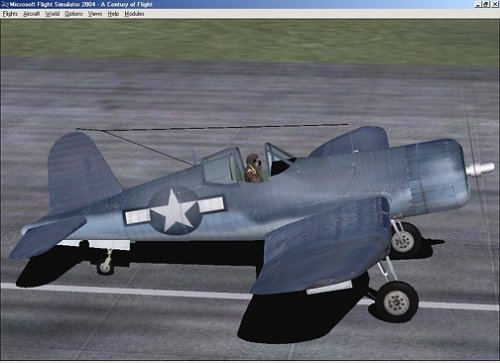 Microsoft Flight Simulator 2004 - A Century of Flight
Flights Aircraft World Options Views Help Modules